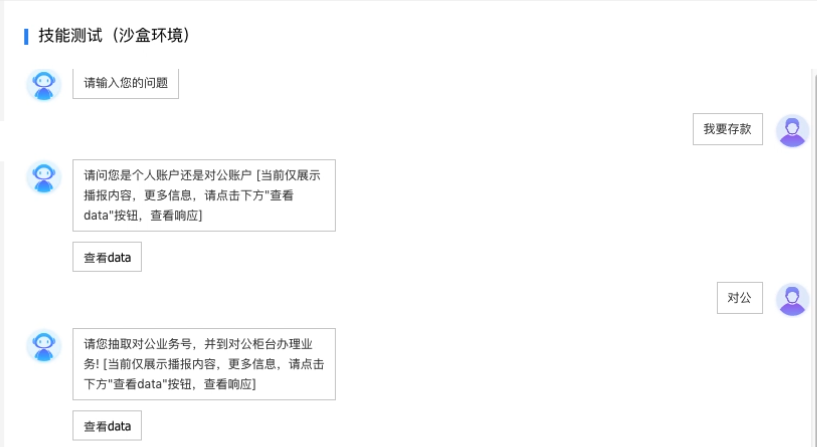 技能测试（沙盒环境）
请输入您的问题
我要存款
请问您是个人账户还是对公账户 [当前仅展示
播报内容，更多信息，请点击下方"查看
data"按钮，查看响应]
查看data
对公
请您抽取对公业务号，并到对公柜台办理业
务! [当前仅展示播报内容，更多信息，请点击
下方"查看data"按钮，查看响应]
查看data